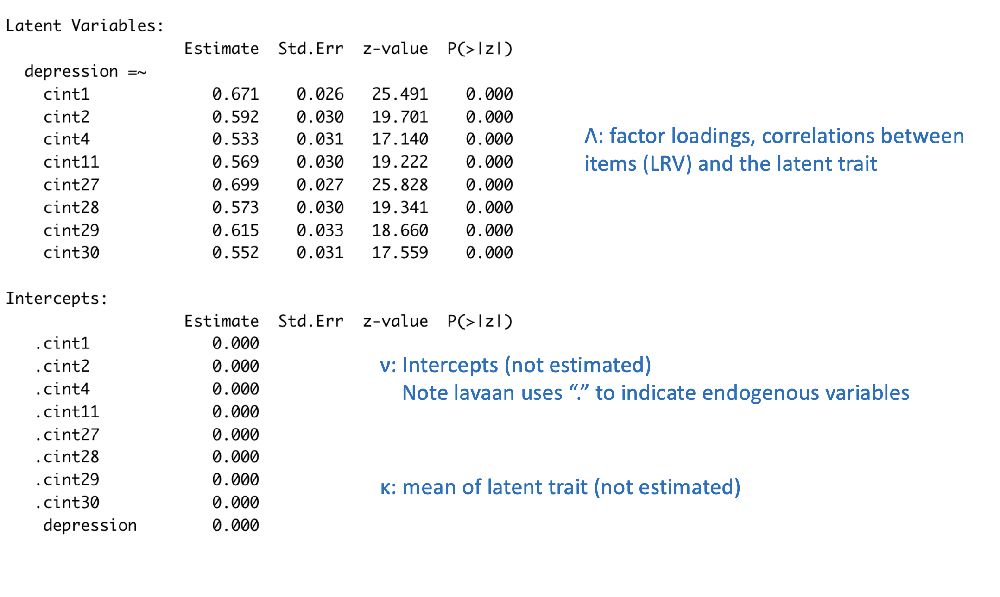 Latent Variables:
Estimate Std.Err z-value P(>|z|)
depression =~
cint1 0.671 0.026 25.491 0.000
cint2 0.592 0.030 19.701 0.000
cint4 0.533 0.031 17.140 0.000
cint11 0.569 0.030 19.222 0.000
cint27 0.699 0.027 25.828 0.000
cint28 0.573 0.030 19.341 0.000
cint29 0.615 0.033 18.660 0.000
cint30 0.552 0.031 17.559 0.000
Λ: factor loadings, correlations between
items (LRV) and the latent trait
Intercepts:
Estimate Std.Err z-value P(>|z|)
.cint1 0.000
.cint2 0.000
.cint4 0.000
.cint11 0.000
.cint27 0.000
.cint28 0.000
.cint29 0.000
.cint30 0.000
depression 0.000
ν: Intercepts (not estimated)
Note lavaan uses “.” to indicate endogenous variables
κ: mean of latent trait (not estimated)